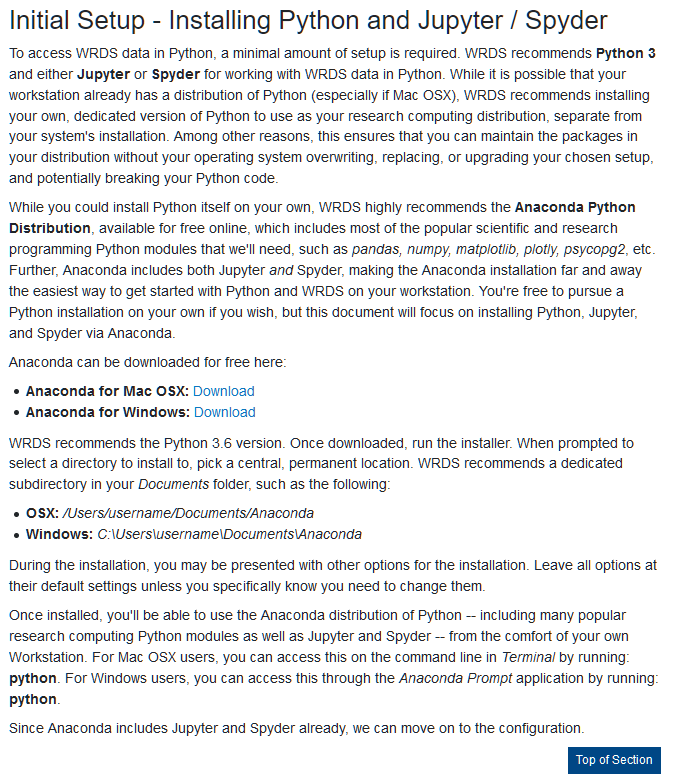 Initial Setup - Installing Python and Jupyter / Spyder
To access WRDS data in Python, a minimal amount of setup is required. WRDS recommends Python 3
and either Jupyter or Spyder for working with WRDS data in Python. While it is possible that your
workstation already has a distribution of Python (especially if Mac OSX), WRDS recommends installing
your own, dedicated version of Python to use as your research computing distribution, separate from
your system's installation. Among other reasons, this ensures that you can maintain the packages in
your distribution without your operating system overwriting, replacing, or upgrading your chosen setup,
and potentially breaking your Python code.
While you could install Python itself on your own, WRDS highly recommends the Anaconda Python
Distribution, available for free online, which includes most of the popular scientific and research
programming Python modules that we'll need, such as pandas, numpy, matplotlib, plotly, psycopg2, etc.
Further, Anaconda includes both Jupyter and Spyder, making the Anaconda installation far and away
the easiest way to get started with Python and WRDS on your workstation. You're free to pursue a
Python installation on your own if you wish, but this document will focus on installing Python, Jupyter,
and Spyder via Anaconda.
Anaconda can be downloaded for free here:
• Anaconda for Mac OSX: Download
• Anaconda for Windows: Download
WRDS recommends the Python 3.6 version. Once downloaded, run the installer. When prompted to
select a directory to install to, pick a central, permanent location. WRDS recommends a dedicated
subdirectory in your Documents folder, such as the following:
• OSX: /Users/username/Documents/Anaconda
• Windows: C:\Users\username\Documents\Anaconda
During the installation, you may be presented with other options for the installation. Leave all options at
their default settings unless you specifically know you need to change them.
Once installed, you'll be able to use the Anaconda distribution of Python -- including many popular
research computing Python modules as well as Jupyter and Spyder -- from the comfort of your own
Workstation. For Mac OSX users, you can access this on the command line in Terminal by running:
python. For Windows users, you can access this through the Anaconda Prompt application by running:
python.
Since Anaconda includes Jupyter and Spyder already, we can move on to the configuration.
Top of Section